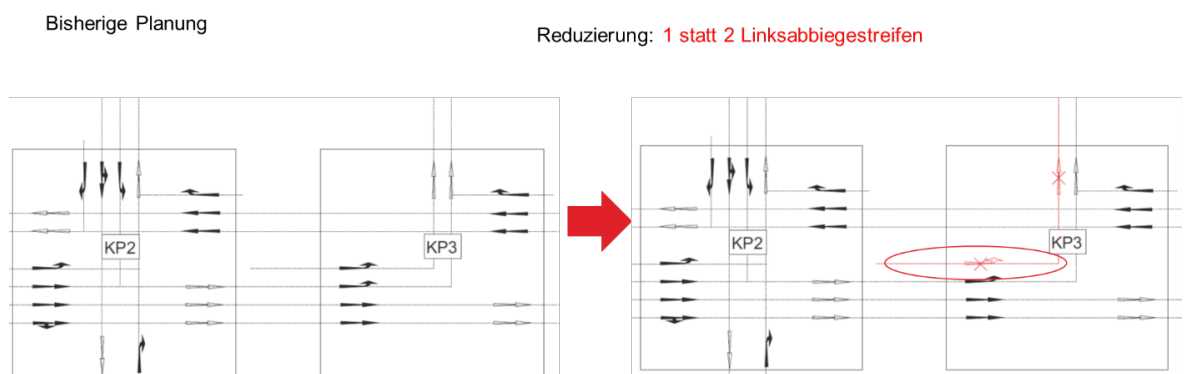 Bisherige Planung
Reduzierung: 1 statt 2 Linksabbiegestreifen
KP2
KP3
KP2
KP3